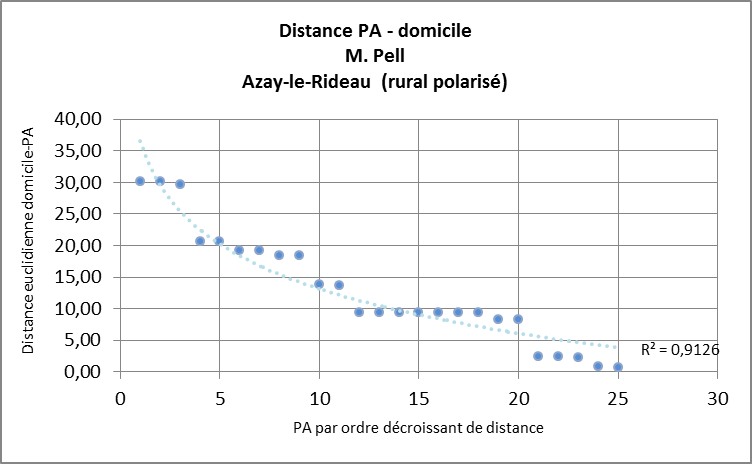 Distance PA - domicile
M. Pell
Azay-le-Rideau (rural polarisé)
Distance euclidienne domicile-PA
40,00
35,00
30,00
25,00
20,00
15,00
10,00
5,00
0,00
R² = 0,9126
0 5 10 15 20 25 30
PA par ordre décroissant de distance